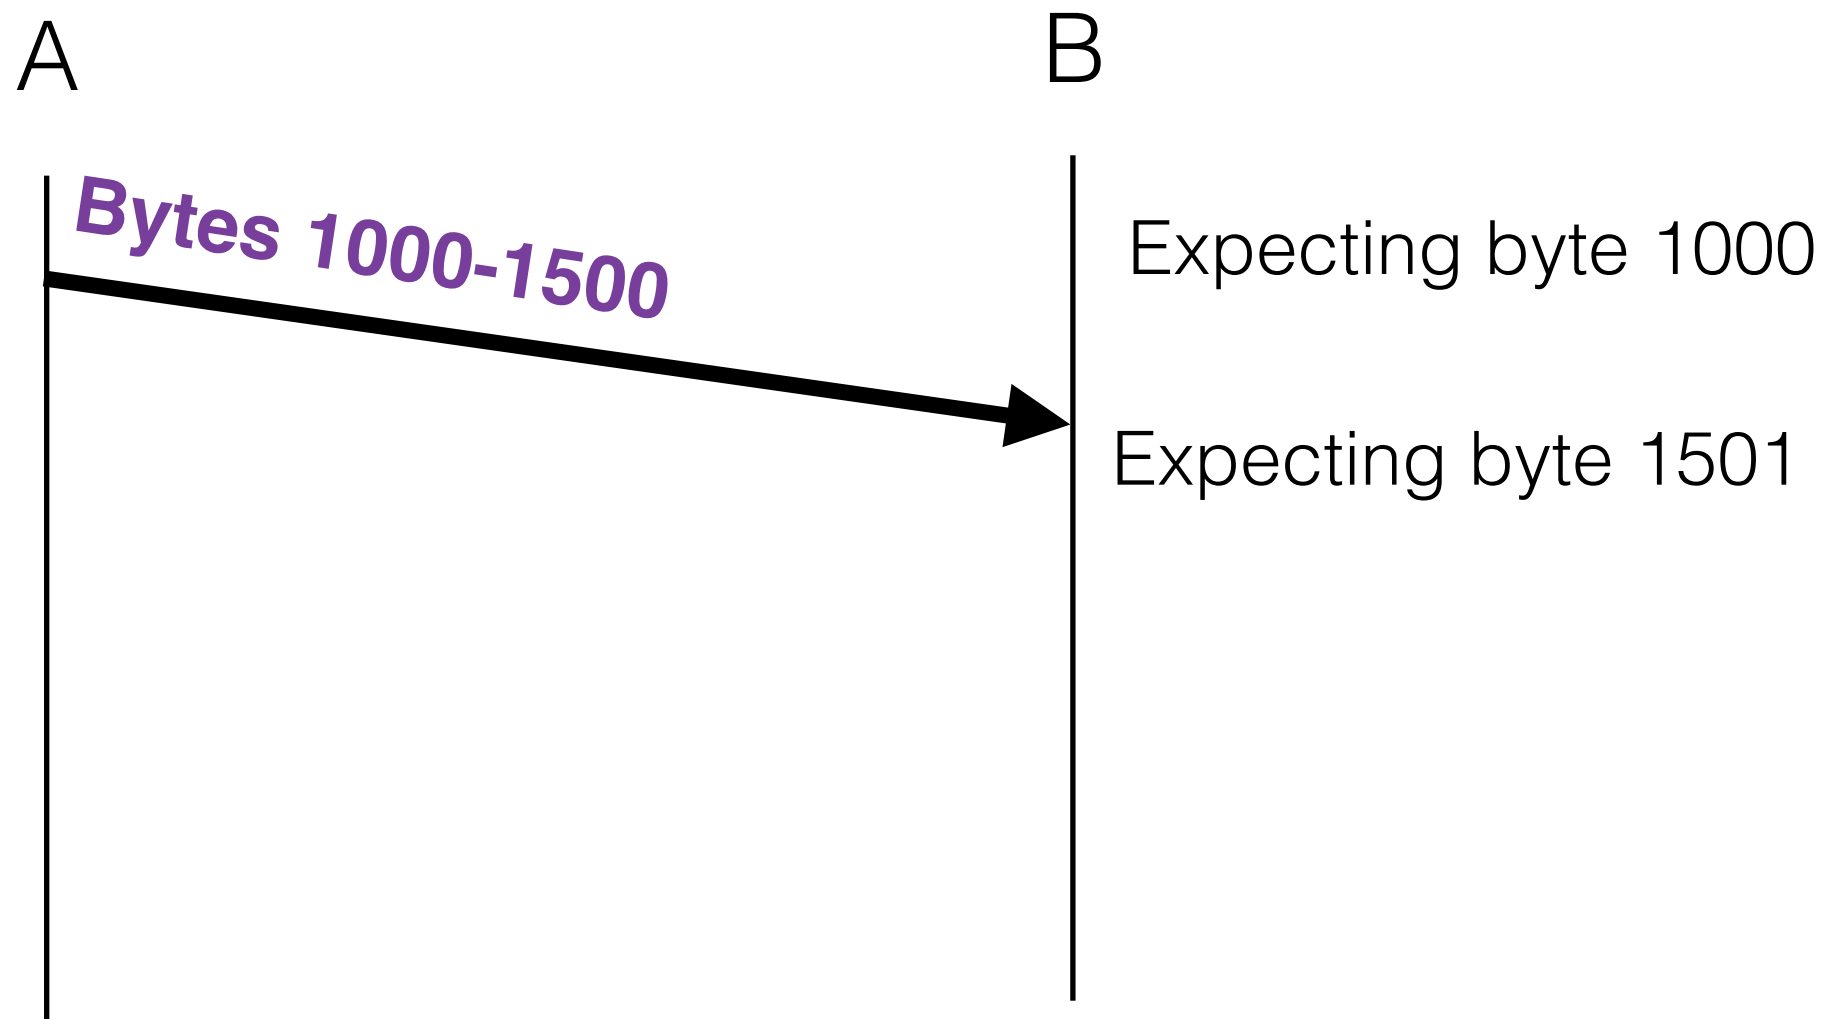 A
B
Bytes 1000-1500
Expecting byte 1000
Expecting byte 1501